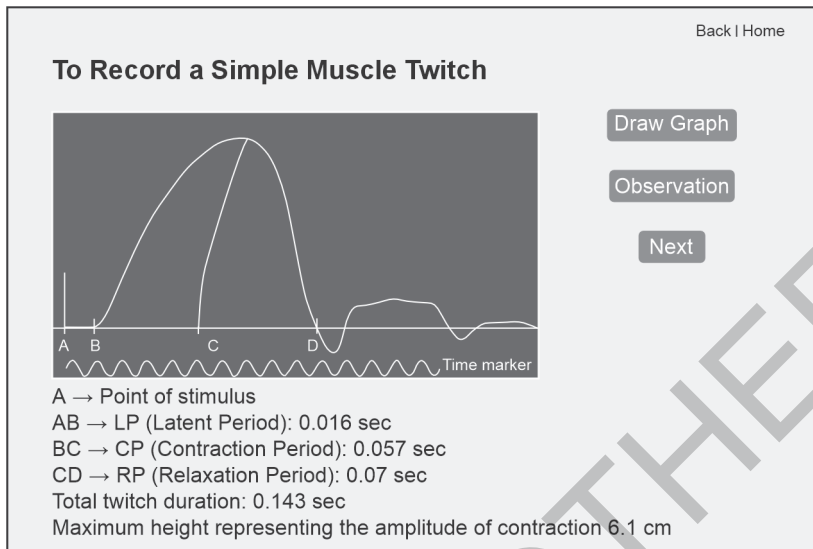 Back | Home
To Record a Simple Muscle Twitch
Draw Graph
Observation
Next
A B C D
Time marker
A → Point of stimulus
AB → LP (Latent Period): 0.016 sec
BC → CP (Contraction Period): 0.057 sec
CD → RP (Relaxation Period): 0.07 sec
Total twitch duration: 0.143 sec
Maximum height representing the amplitude of contraction 6.1 cm